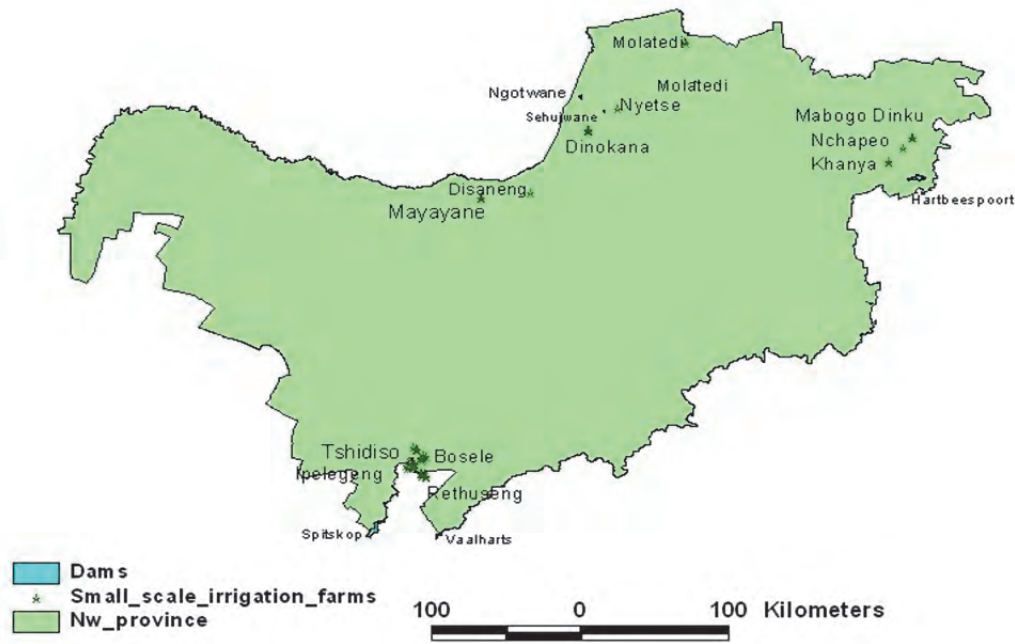 Molatedi
Ngotwane
Molatedi
Nyetse
Sehujwane
Dinokana
Mabogo Dinku
Nchapeo
Khanya
Hartbeespoort
Disaneng
Mayayane
Tshidiso
Bosele
Ipelegeng
Rethuseng
Spitskop
Vaalharts
Dams
Small_scale_irrigation_farms
Nw_province
100 0 100 Kilometers